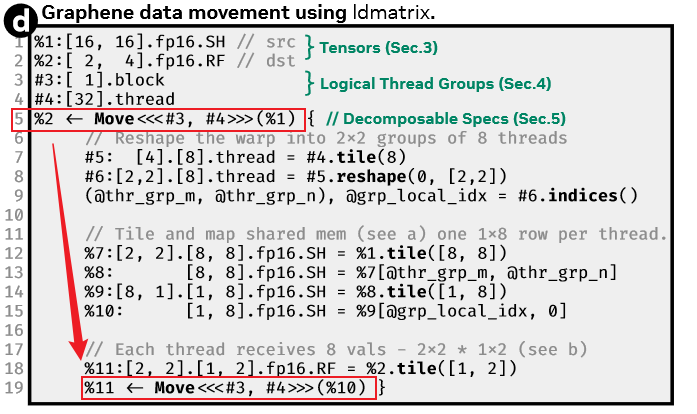 d Graphene data movement using ldmatrix.
1 %1:[16, 16].fp16.SH // src } Tensors (Sec.3)
2 %2:[ 2,  4].fp16.RF // dst
3 #3:[ 1].block } Logical Thread Groups (Sec.4)
4 #4:[32].thread
5 %2 <- Move<<<#3, #4>>>(%1) { // Decomposable Specs (Sec.5)
6 // Reshape the warp into 2×2 groups of 8 threads
7 #5:  [4].[8].thread = #4.tile(8)
8 #6:[2,2].[8].thread = #5.reshape(0, [2,2])
9 (@thr_grp_m, @thr_grp_n), @grp_local_idx = #6.indices()
10
11 // Tile and map shared mem (see a) one 1×8 row per thread.
12 %7:[2, 2].[8, 8].fp16.SH = %1.tile([8, 8])
13 %8:       [8, 8].fp16.SH = %7[@thr_grp_m, @thr_grp_n]
14 %9:[8, 1].[1, 8].fp16.SH = %8.tile([1, 8])
15 %10:      [1, 8].fp16.SH = %9[@grp_local_idx, 0]
16
17 // Each thread receives 8 vals - 2×2 * 1×2 (see b)
18 %11:[2, 2].[1, 2].fp16.RF = %2.tile([1, 2])
19 %11 <- Move<<<#3, #4>>>(%10) }